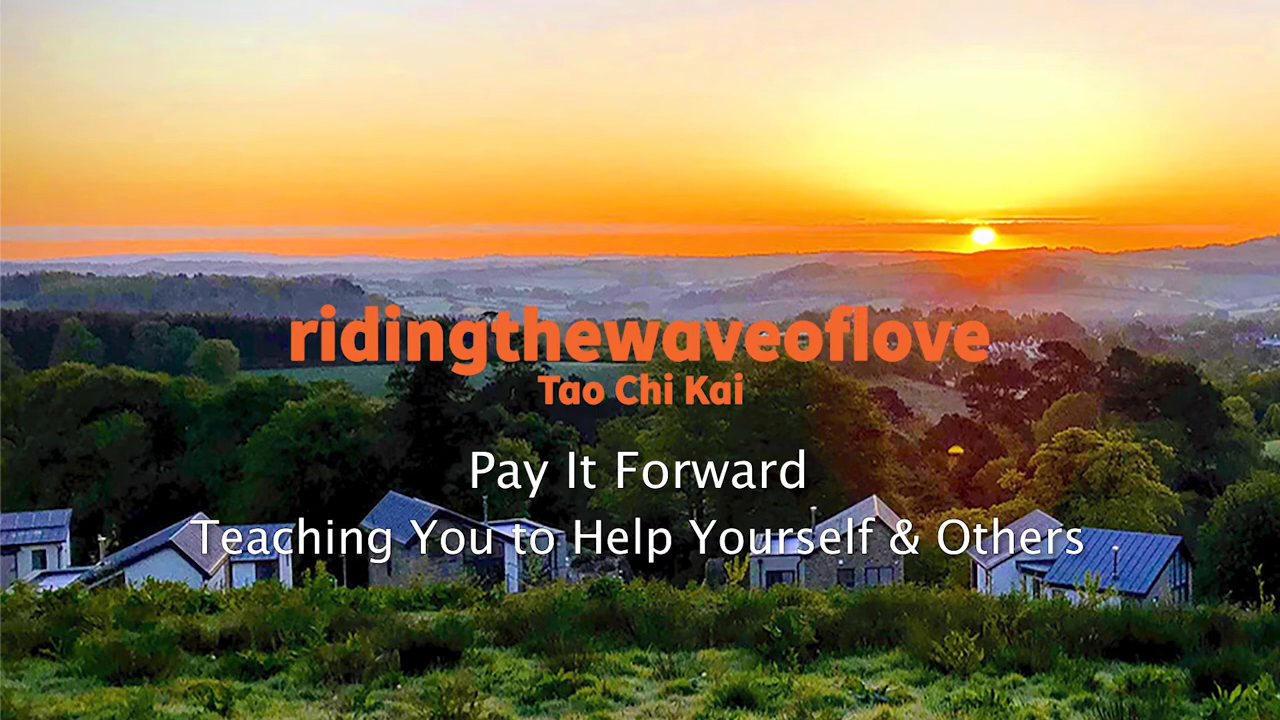 ridingthewaveoflove
Tao Chi Kai
Pay It Forward
Teaching You to Help Yourself & Others